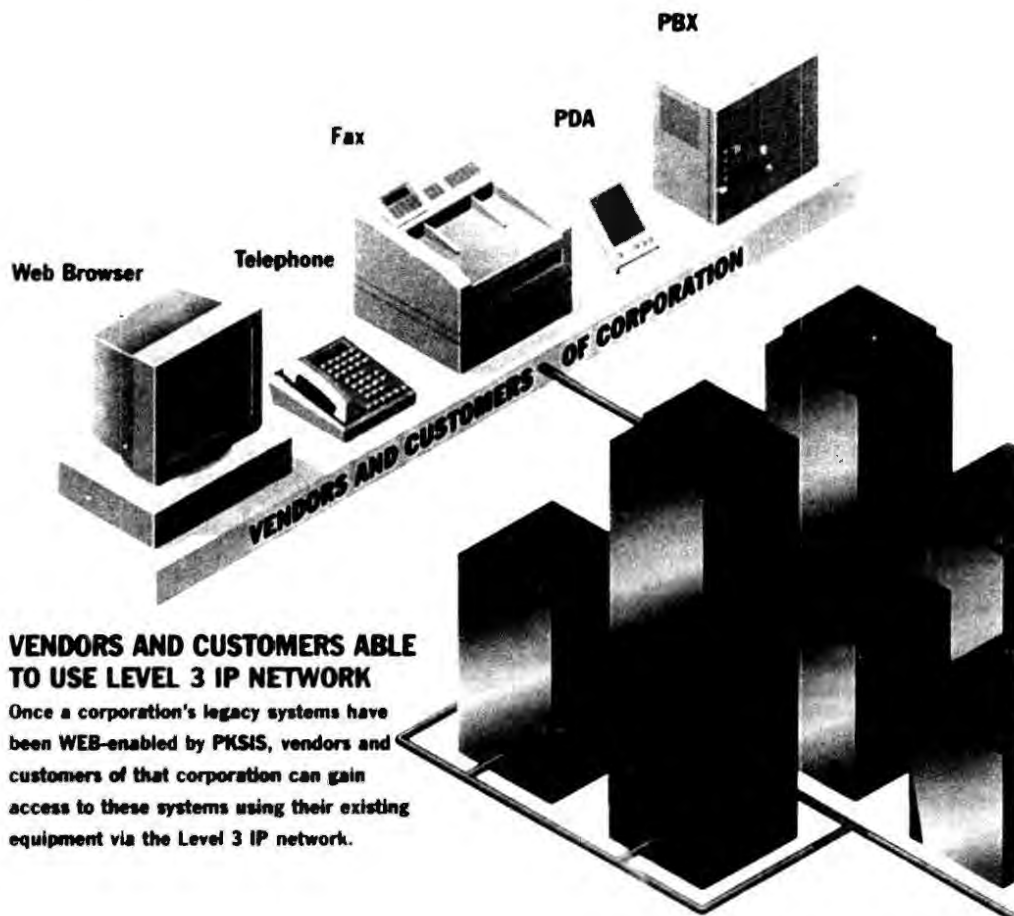 PBX
PDA
Fax
Telephone
Web Browser
VENDORS AND CUSTOMERS OF CORPORATION
VENDORS AND CUSTOMERS ABLE
TO USE LEVEL 3 IP NETWORK
Once a corporation's legacy systems have
been WEB-enabled by PKSIS, vendors and
customers of that corporation can gain
access to these systems using their existing
equipment via the Level 3 IP network.